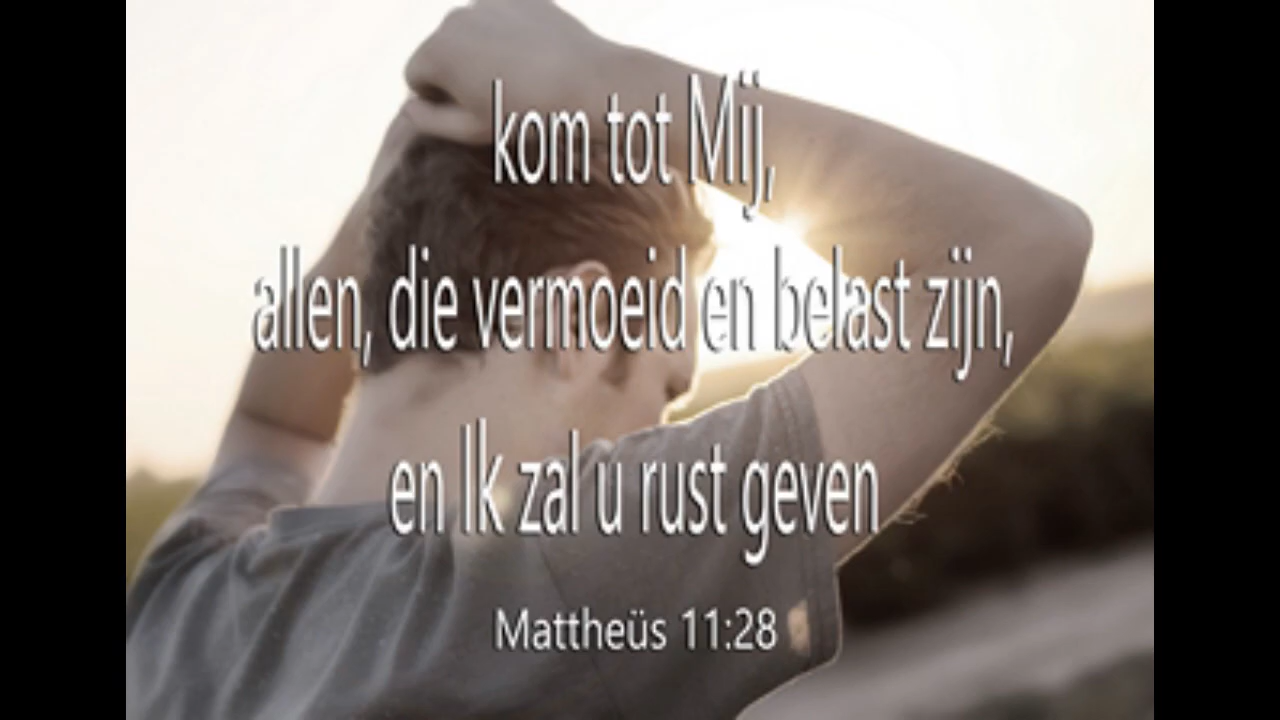 kom tot Mij,
allen, die vermoeid en belast zijn,
en Ik zal u rust geven
Mattheüs 11:28